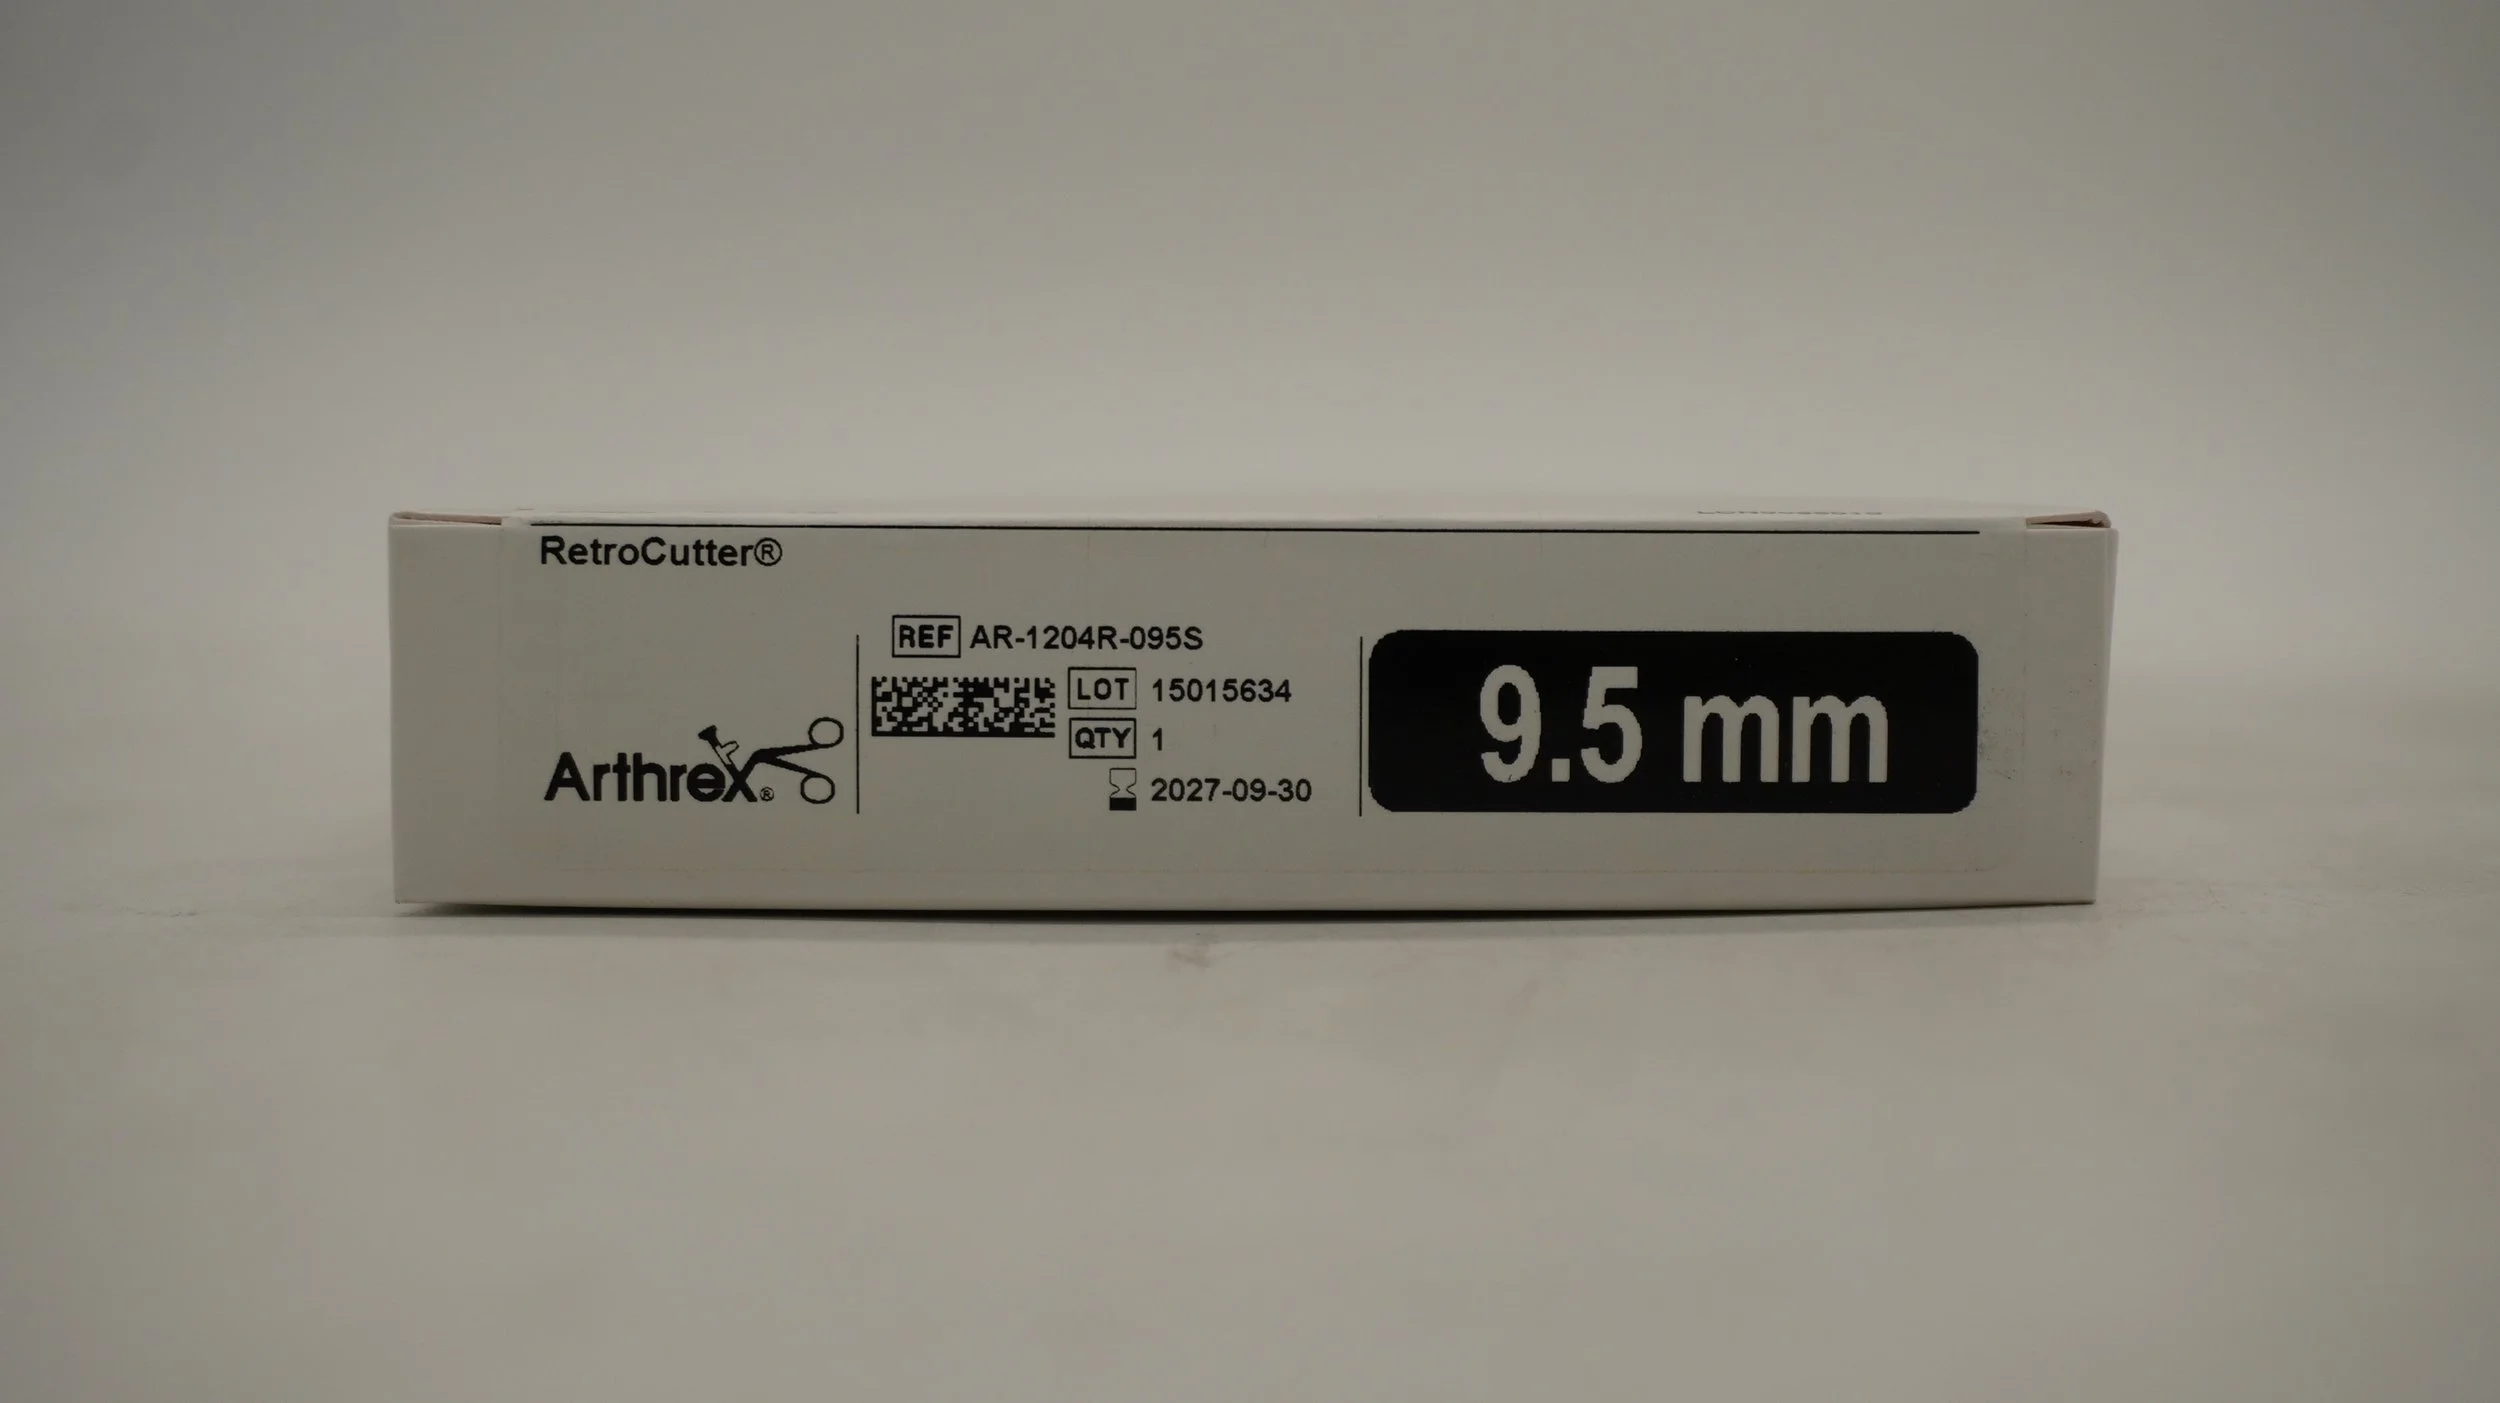 RetroCutter®
REF AR-1204R-095S
LOT 15015634
QTY 1
2027-09-30
Arthrex®
9.5 mm